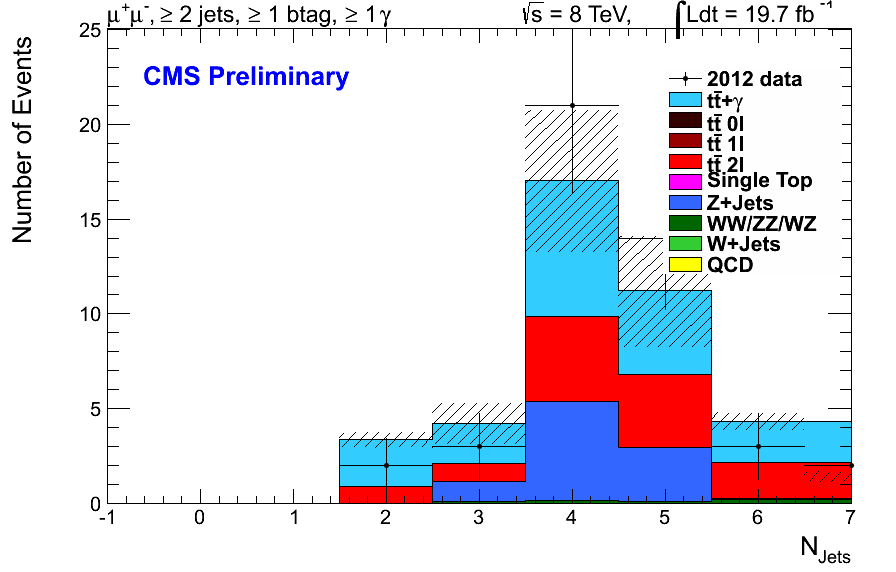 μ⁺μ⁻, ≥ 2 jets, ≥ 1 btag, ≥ 1 γ
√s = 8 TeV, ∫Ldt = 19.7 fb⁻¹
CMS Preliminary
Number of Events
25
20
15
10
5
0
2012 data
tt̄+γ
tt̄ 0l
tt̄ 1l
tt̄ 2l
Single Top
Z+Jets
WW/ZZ/WZ
W+Jets
QCD
-1 0 1 2 3 4 5 6 7
N_Jets